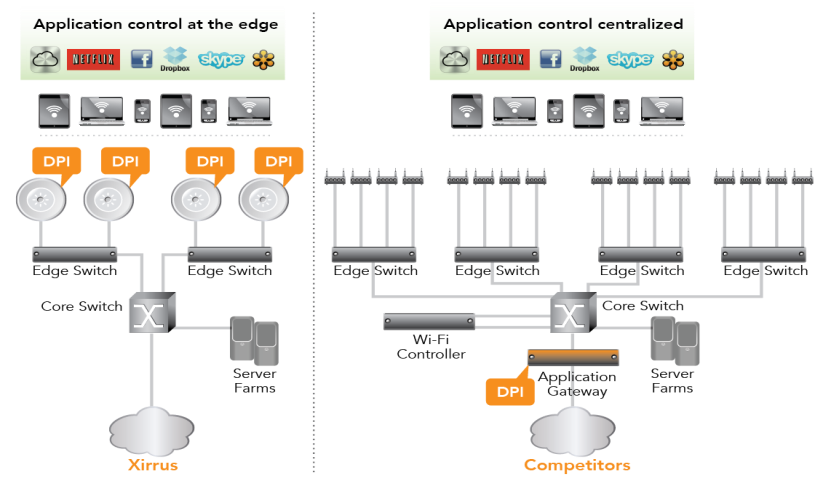 Application control at the edge
NETFLIX
f
Dropbox
skype
DPI
DPI
DPI
DPI
Edge Switch
Edge Switch
Core Switch
Server
Farms
Xirrus
Application control centralized
NETFLIX
f
Dropbox
skype
Edge Switch
Edge Switch
Edge Switch
Edge Switch
Core Switch
Wi-Fi
Controller
DPI
Application
Gateway
Server
Farms
Competitors